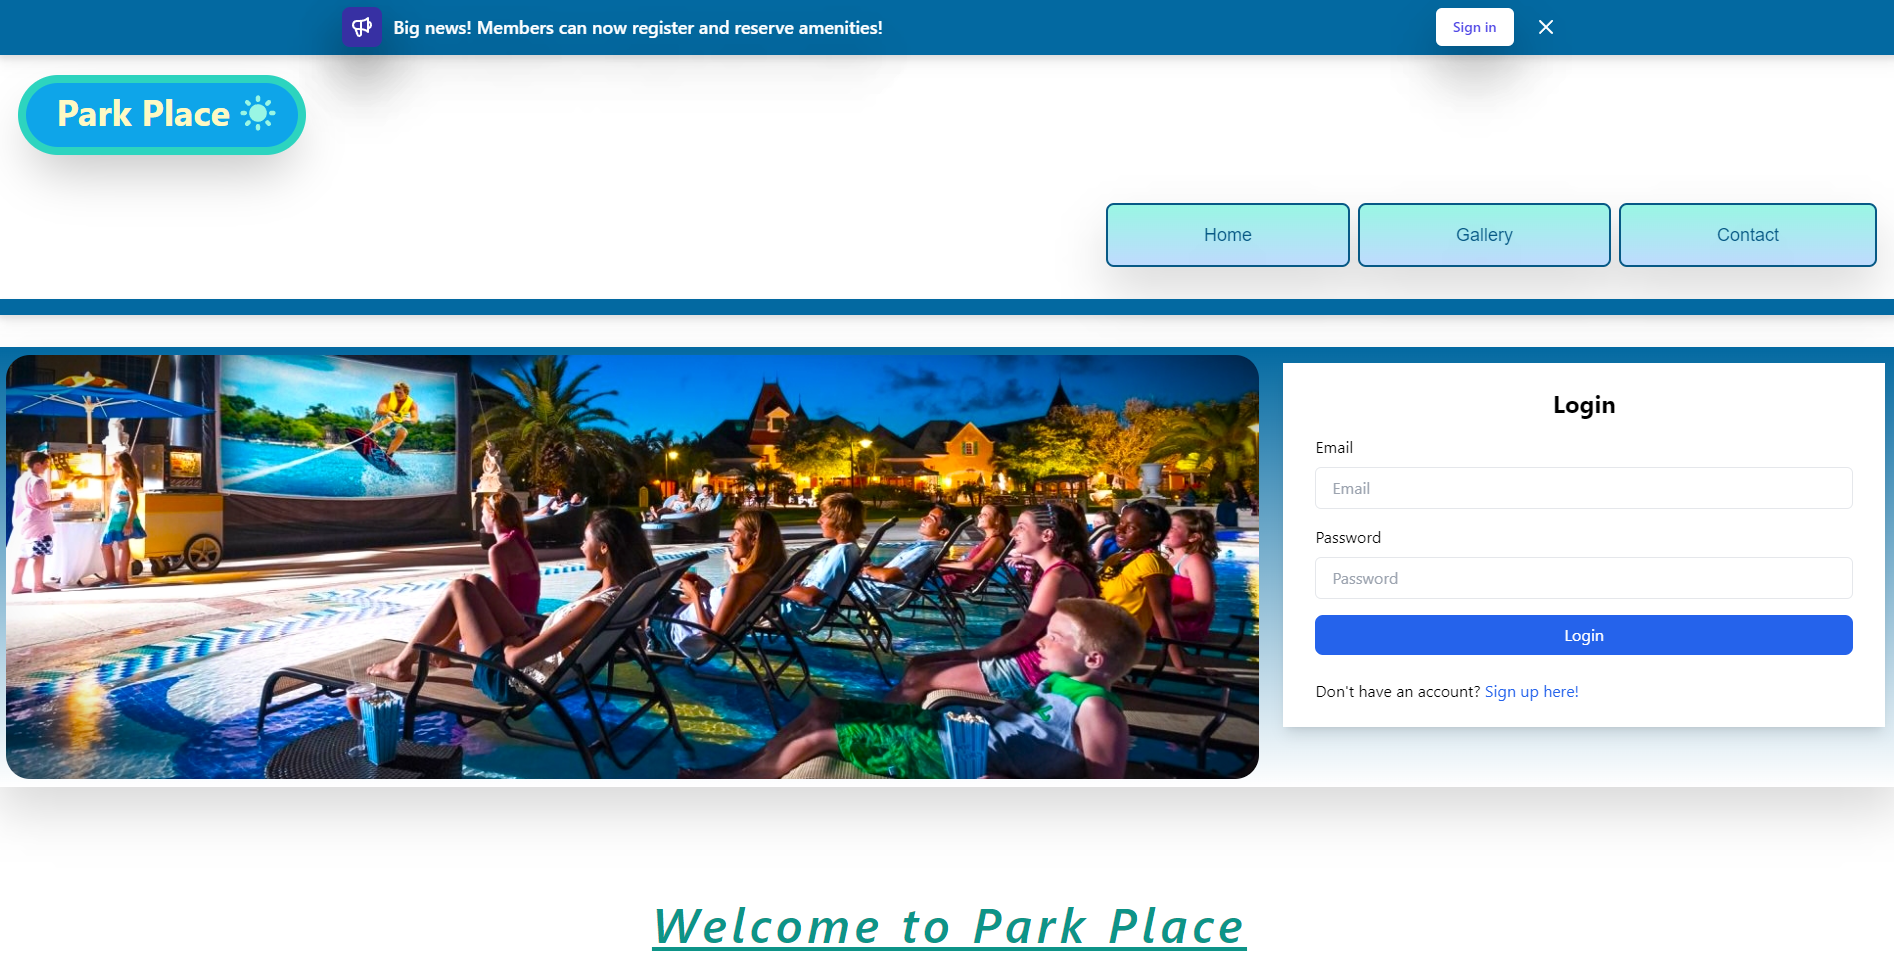 Big news! Members can now register and reserve amenities!
Sign in
Park Place
Home
Gallery
Contact
Login
Email
Email
Password
Password
Login
Don't have an account? Sign up here!
Welcome to Park Place